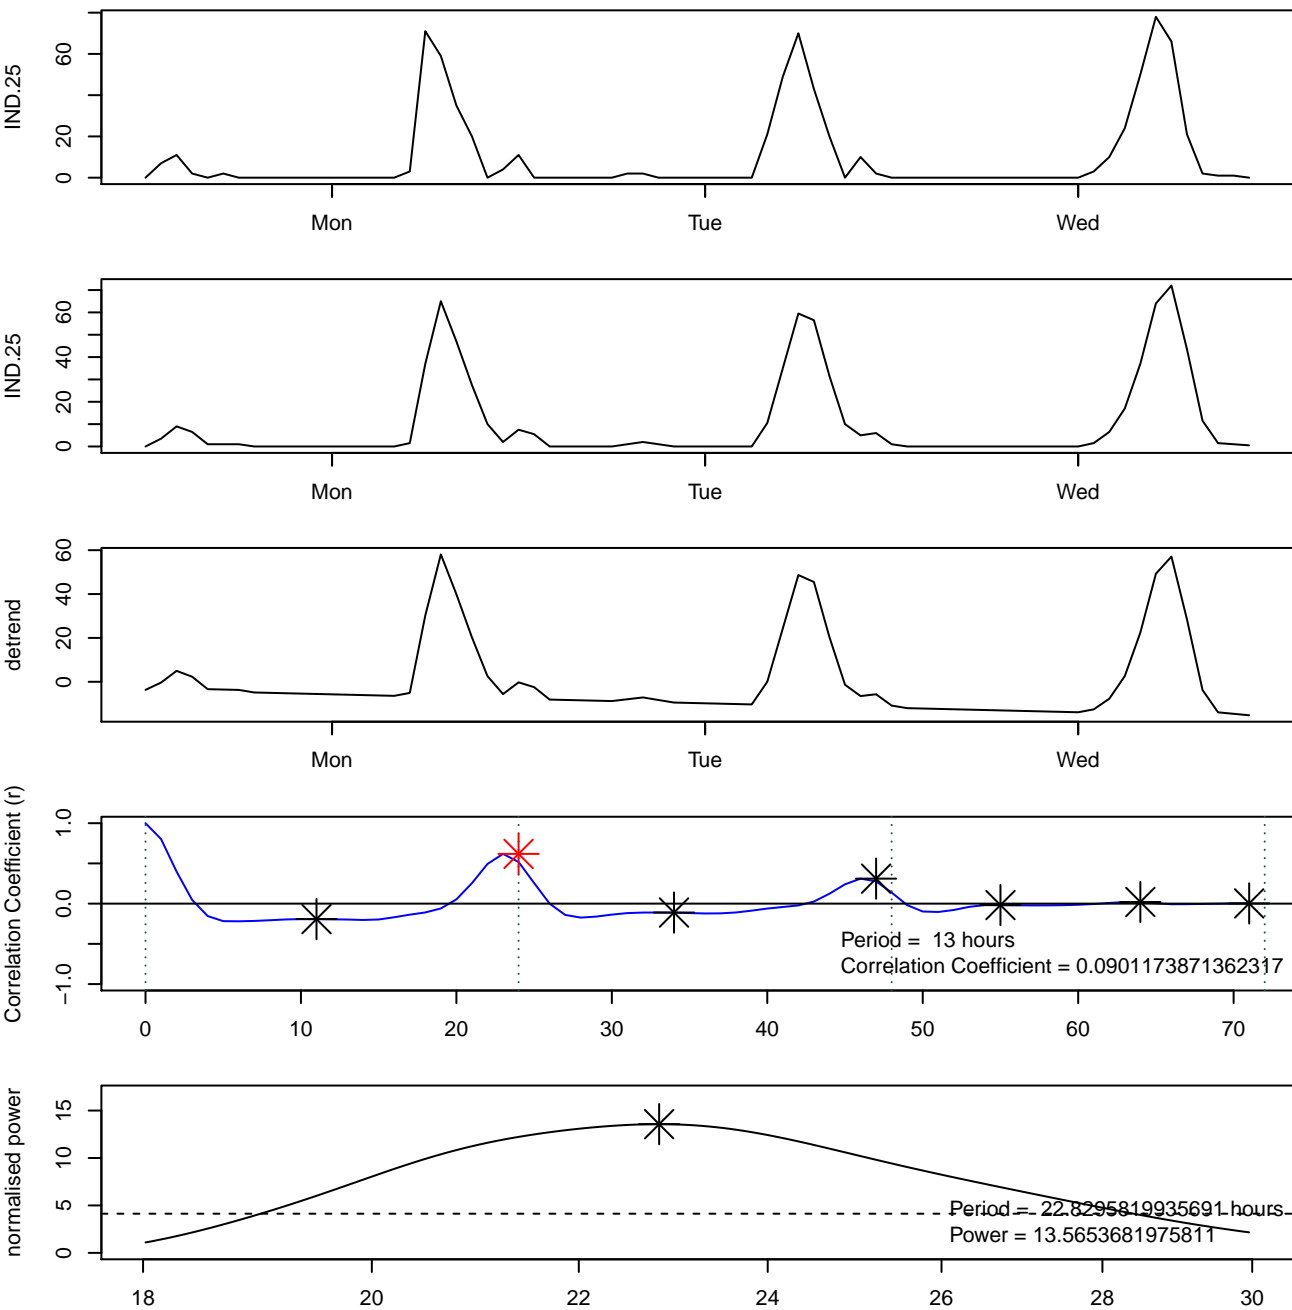 IND.25
60
20
0
Mon Tue Wed
IND.25
60
40
20
0
Mon Tue Wed
detrend
60
40
20
0
Mon Tue Wed
Correlation Coefficient (r)
1.0
0.0
-1.0
Period = 13 hours
Correlation Coefficient = 0.0901173871362317
0 10 20 30 40 50 60 70
normalised power
15
10
5
0
Period = 22.8295819935691 hours
Power = 13.5653681975811
18 20 22 24 26 28 30